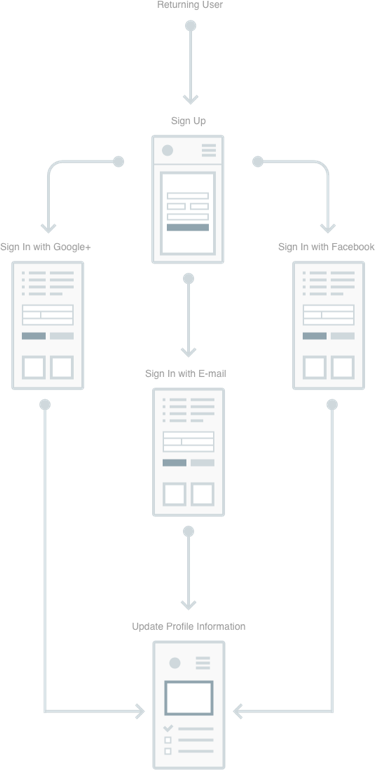 Returning User
Sign Up
Sign In with Google+
Sign In with Facebook
Sign In with E-mail
Update Profile Information